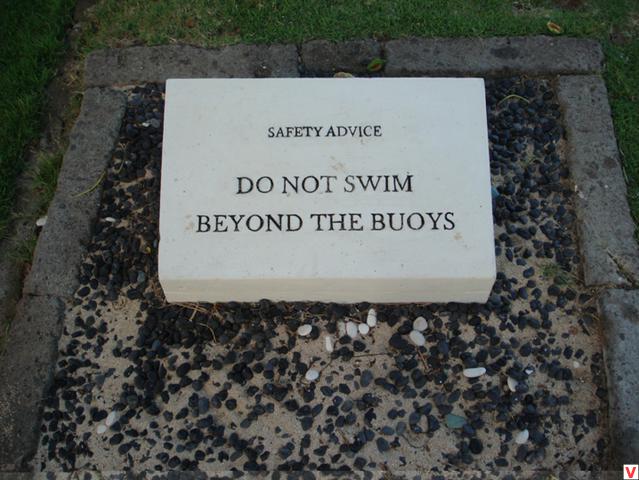 SAFETY ADVICE
DO NOT SWIM
BEYOND THE BUOYS
V